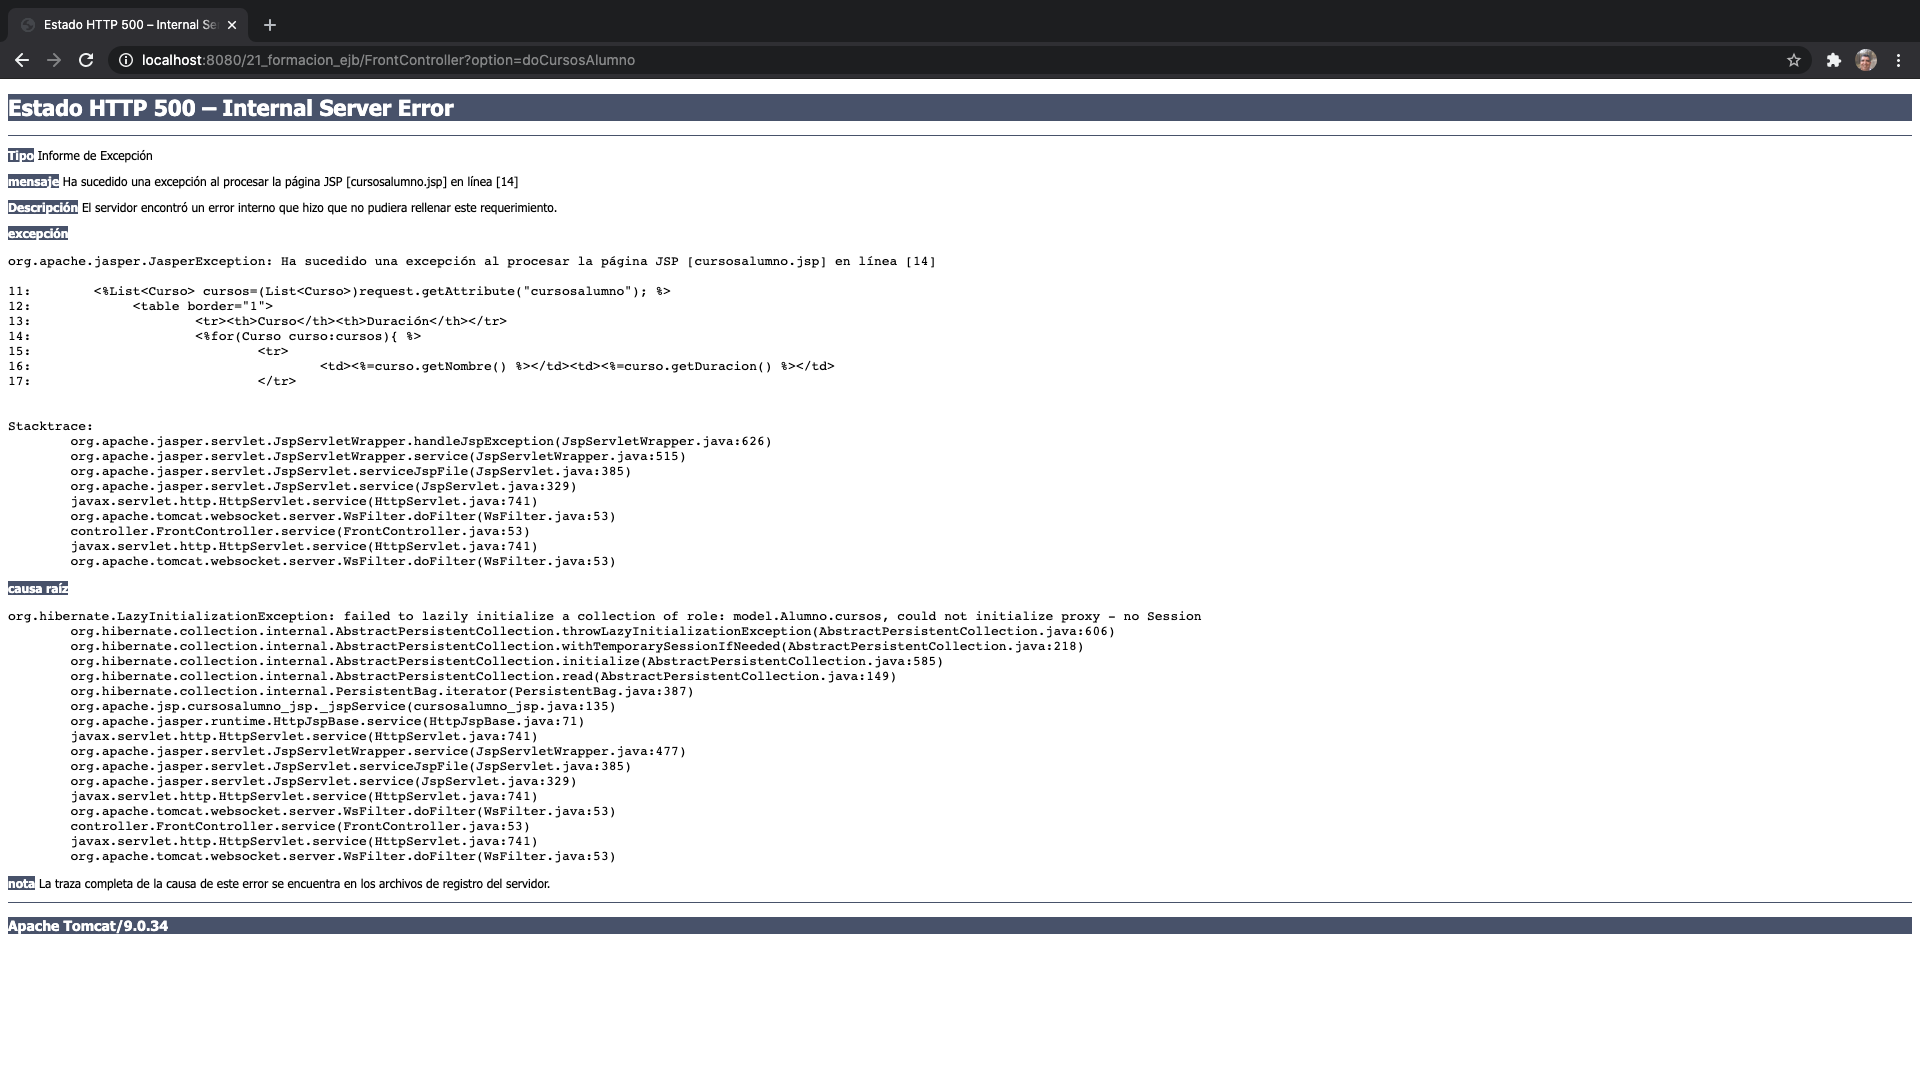 Estado HTTP 500 – Internal Se
localhost:8080/21_formacion_ejb/FrontController?option=doCursosAlumno
Estado HTTP 500 – Internal Server Error
Tipo Informe de Excepción
mensaje Ha sucedido una excepción al procesar la página JSP [cursosalumno.jsp] en línea [14]
Descripción El servidor encontró un error interno que hizo que no pudiera rellenar este requerimiento.
excepción
org.apache.jasper.JasperException: Ha sucedido una excepción al procesar la página JSP [cursosalumno.jsp] en línea [14]
11: <%List<Curso> cursos=(List<Curso>)request.getAttribute("cursosalumno"); %>
12: <table border="1">
13: <tr><th>Curso</th><th>Duración</th></tr>
14: <%for(Curso curso:cursos){ %>
15: <tr>
16: <td><%=curso.getNombre() %></td><td><%=curso.getDuracion() %></td>
17: </tr>
Stacktrace:
org.apache.jasper.servlet.JspServletWrapper.handleJspException(JspServletWrapper.java:626)
org.apache.jasper.servlet.JspServletWrapper.service(JspServletWrapper.java:515)
org.apache.jasper.servlet.JspServlet.serviceJspFile(JspServlet.java:385)
org.apache.jasper.servlet.JspServlet.service(JspServlet.java:329)
javax.servlet.http.HttpServlet.service(HttpServlet.java:741)
org.apache.tomcat.websocket.server.WsFilter.doFilter(WsFilter.java:53)
controller.FrontController.service(FrontController.java:53)
javax.servlet.http.HttpServlet.service(HttpServlet.java:741)
org.apache.tomcat.websocket.server.WsFilter.doFilter(WsFilter.java:53)
causa raíz
org.hibernate.LazyInitializationException: failed to lazily initialize a collection of role: model.Alumno.cursos, could not initialize proxy - no Session
org.hibernate.collection.internal.AbstractPersistentCollection.throwLazyInitializationException(AbstractPersistentCollection.java:606)
org.hibernate.collection.internal.AbstractPersistentCollection.withTemporarySessionIfNeeded(AbstractPersistentCollection.java:218)
org.hibernate.collection.internal.AbstractPersistentCollection.initialize(AbstractPersistentCollection.java:585)
org.hibernate.collection.internal.AbstractPersistentCollection.read(AbstractPersistentCollection.java:149)
org.hibernate.collection.internal.PersistentBag.iterator(PersistentBag.java:387)
org.apache.jsp.cursosalumno_jsp._jspService(cursosalumno_jsp.java:135)
org.apache.jasper.runtime.HttpJspBase.service(HttpJspBase.java:71)
javax.servlet.http.HttpServlet.service(HttpServlet.java:741)
org.apache.jasper.servlet.JspServletWrapper.service(JspServletWrapper.java:477)
org.apache.jasper.servlet.JspServlet.serviceJspFile(JspServlet.java:385)
org.apache.jasper.servlet.JspServlet.service(JspServlet.java:329)
javax.servlet.http.HttpServlet.service(HttpServlet.java:741)
org.apache.tomcat.websocket.server.WsFilter.doFilter(WsFilter.java:53)
controller.FrontController.service(FrontController.java:53)
javax.servlet.http.HttpServlet.service(HttpServlet.java:741)
org.apache.tomcat.websocket.server.WsFilter.doFilter(WsFilter.java:53)
nota La traza completa de la causa de este error se encuentra en los archivos de registro del servidor.
Apache Tomcat/9.0.34